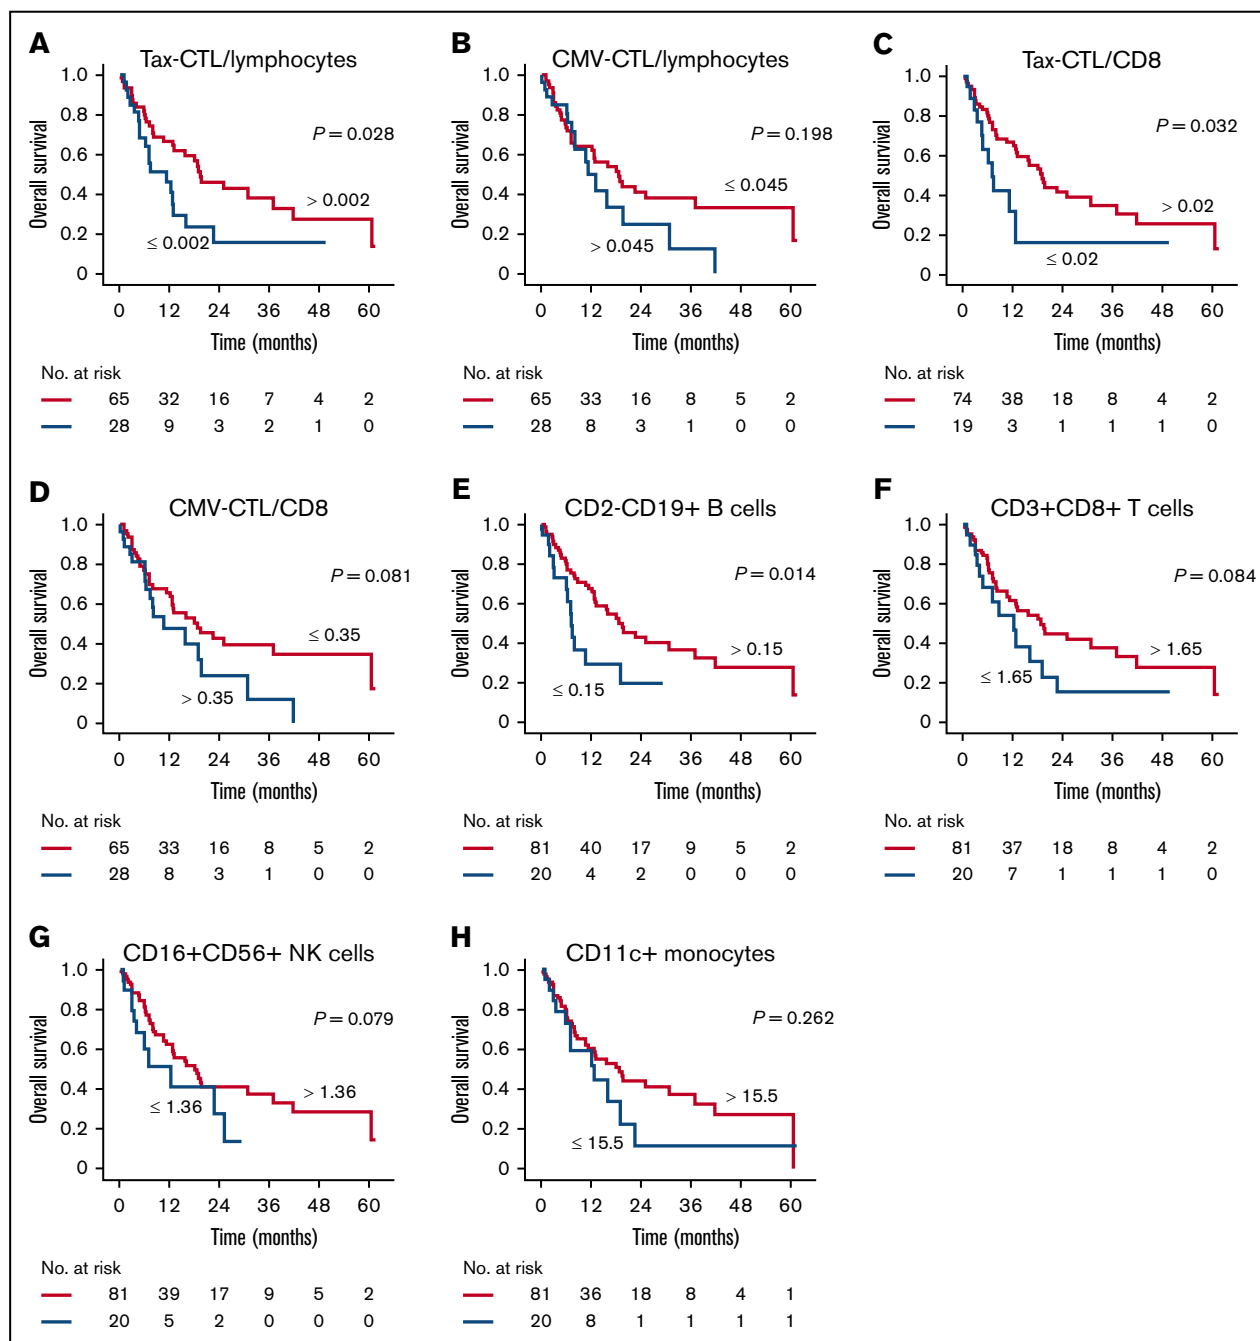 A
Tax-CTL/lymphocytes
Overall survival
1.0
0.8
0.6
0.4
0.2
0
P = 0.028
> 0.002
≤ 0.002
0 12 24 36 48 60
Time (months)
No. at risk
65 32 16 7 4 2
28 9 3 2 1 0
B
CMV-CTL/lymphocytes
Overall survival
1.0
0.8
0.6
0.4
0.2
0
P = 0.198
≤ 0.045
> 0.045
0 12 24 36 48 60
Time (months)
No. at risk
65 33 16 8 5 2
28 8 3 1 0 0
C
Tax-CTL/CD8
Overall survival
1.0
0.8
0.6
0.4
0.2
0
P = 0.032
> 0.02
≤ 0.02
0 12 24 36 48 60
Time (months)
No. at risk
74 38 18 8 4 2
19 3 1 1 1 0
D
CMV-CTL/CD8
Overall survival
1.0
0.8
0.6
0.4
0.2
0
P = 0.081
≤ 0.35
> 0.35
0 12 24 36 48 60
Time (months)
No. at risk
65 33 16 8 5 2
28 8 3 1 0 0
E
CD2-CD19+ B cells
Overall survival
1.0
0.8
0.6
0.4
0.2
0
P = 0.014
> 0.15
≤ 0.15
0 12 24 36 48 60
Time (months)
No. at risk
81 40 17 9 5 2
20 4 2 0 0 0
F
CD3+CD8+ T cells
Overall survival
1.0
0.8
0.6
0.4
0.2
0
P = 0.084
> 1.65
≤ 1.65
0 12 24 36 48 60
Time (months)
No. at risk
81 37 18 8 4 2
20 7 1 1 1 0
G
CD16+CD56+ NK cells
Overall survival
1.0
0.8
0.6
0.4
0.2
0
P = 0.079
> 1.36
≤ 1.36
0 12 24 36 48 60
Time (months)
No. at risk
81 39 17 9 5 2
20 5 2 0 0 0
H
CD11c+ monocytes
Overall survival
1.0
0.8
0.6
0.4
0.2
0
P = 0.262
> 15.5
≤ 15.5
0 12 24 36 48 60
Time (months)
No. at risk
81 36 18 8 4 1
20 8 1 1 1 1